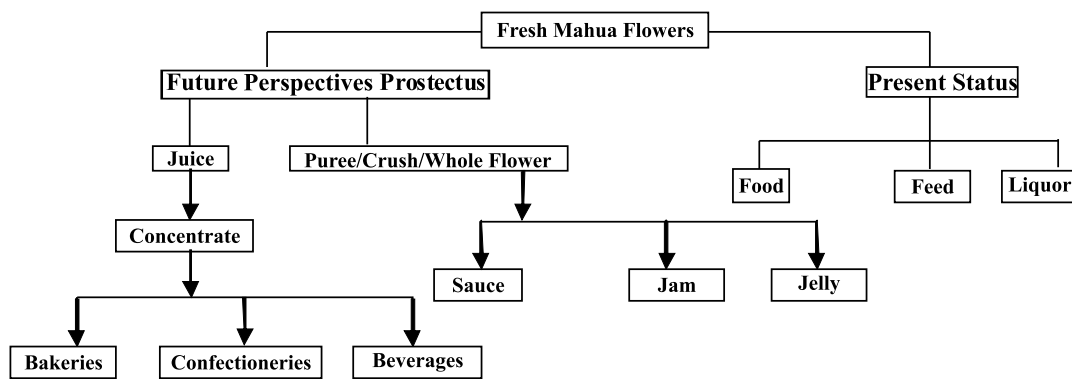 Fresh Mahua Flowers
Future Perspectives Prostectus
Present Status
Juice
Puree/Crush/Whole Flower
Food
Feed
Liquor
Concentrate
Sauce
Jam
Jelly
Bakeries
Confectioneries
Beverages